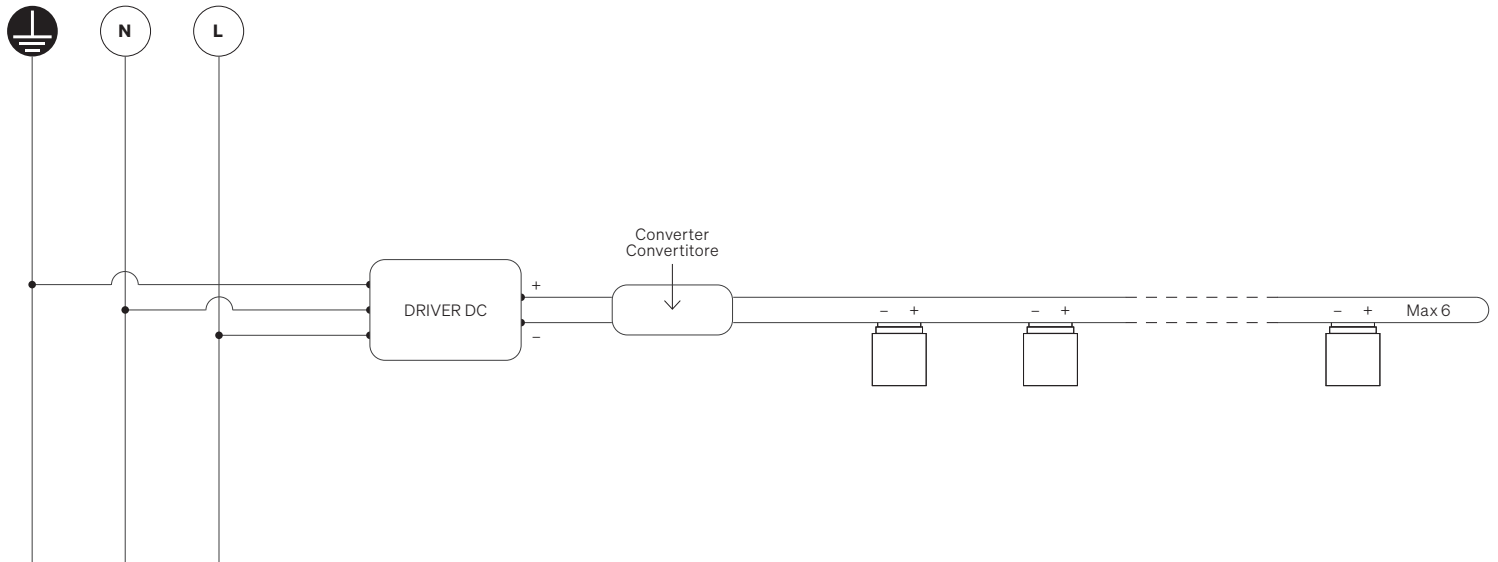 N
L
Converter
Convertitore
+
DRIVER DC
–
– +
– +
– +
Max 6